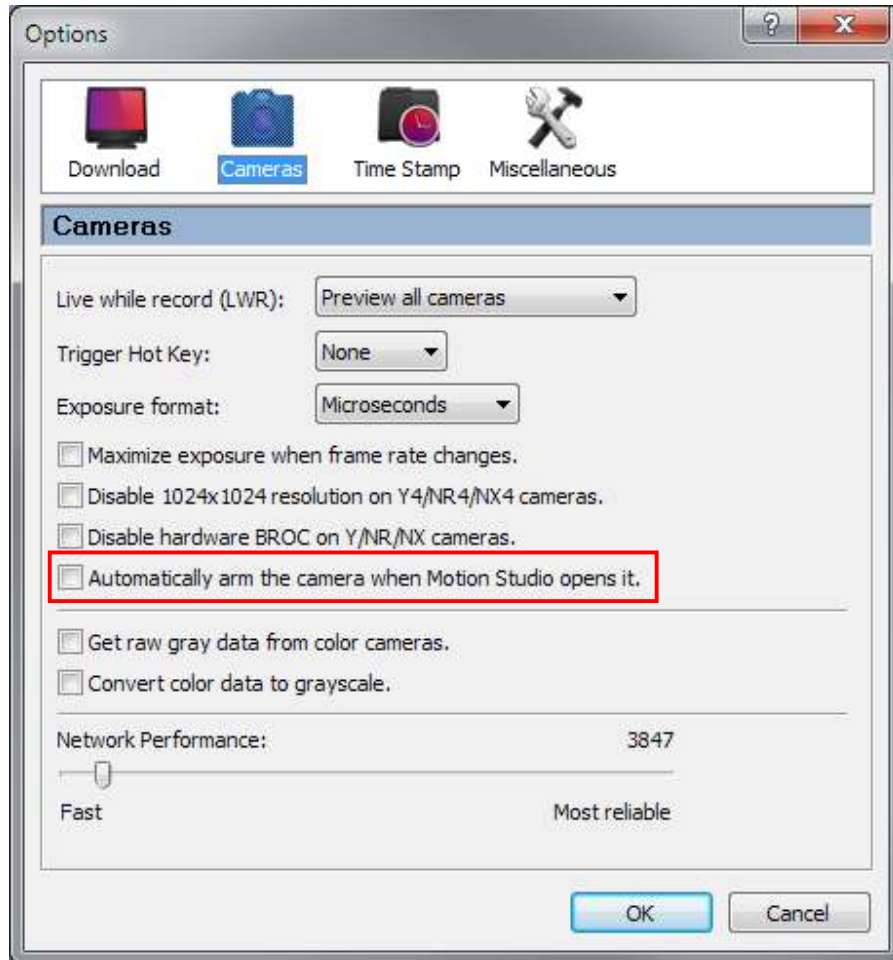 Options
Download Cameras Time Stamp Miscellaneous
Cameras
Live while record (LWR): Preview all cameras
Trigger Hot Key: None
Exposure format: Microseconds
Maximize exposure when frame rate changes.
Disable 1024x1024 resolution on Y4/NR4/NX4 cameras.
Disable hardware BROC on Y/NR/NX cameras.
Automatically arm the camera when Motion Studio opens it.
Get raw gray data from color cameras.
Convert color data to grayscale.
Network Performance: 3847
Fast Most reliable
OK Cancel